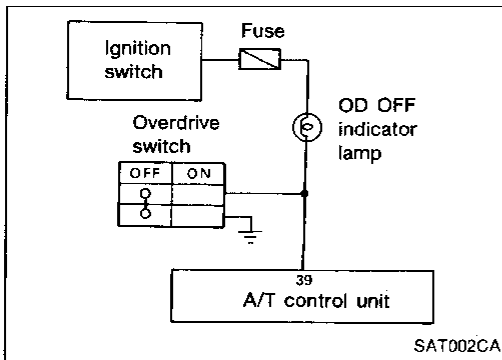 Ignition
switch
Fuse
OD OFF
indicator
lamp
Overdrive
switch
OFF ON
39
A/T control unit
SAT002CA